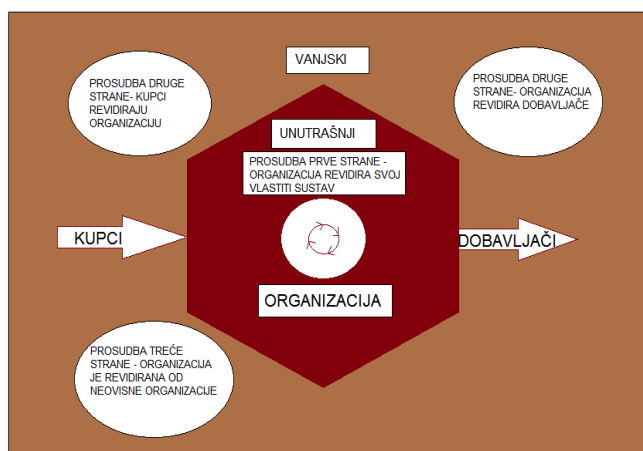 VANJSKI
PROSUDBA DRUGE
STRANE- KUPCI
REVIDIRAJU
ORGANIZACIJU
PROSUDBA DRUGE
STRANE- ORGANIZACIJA
REVIDIRA DOBAVLJAČE
UNUTRAŠNJI
PROSUDBA PRVE STRANE -
ORGANIZACIJA REVIDIRA SVOJ
VLASTITI SUSTAV
KUPCI
DOBAVLJAČI
ORGANIZACIJA
PROSUDBA TREĆE
STRANE - ORGANIZACIJA
JE REVIDIRANA OD
NEOVISNE ORGANIZACIJE